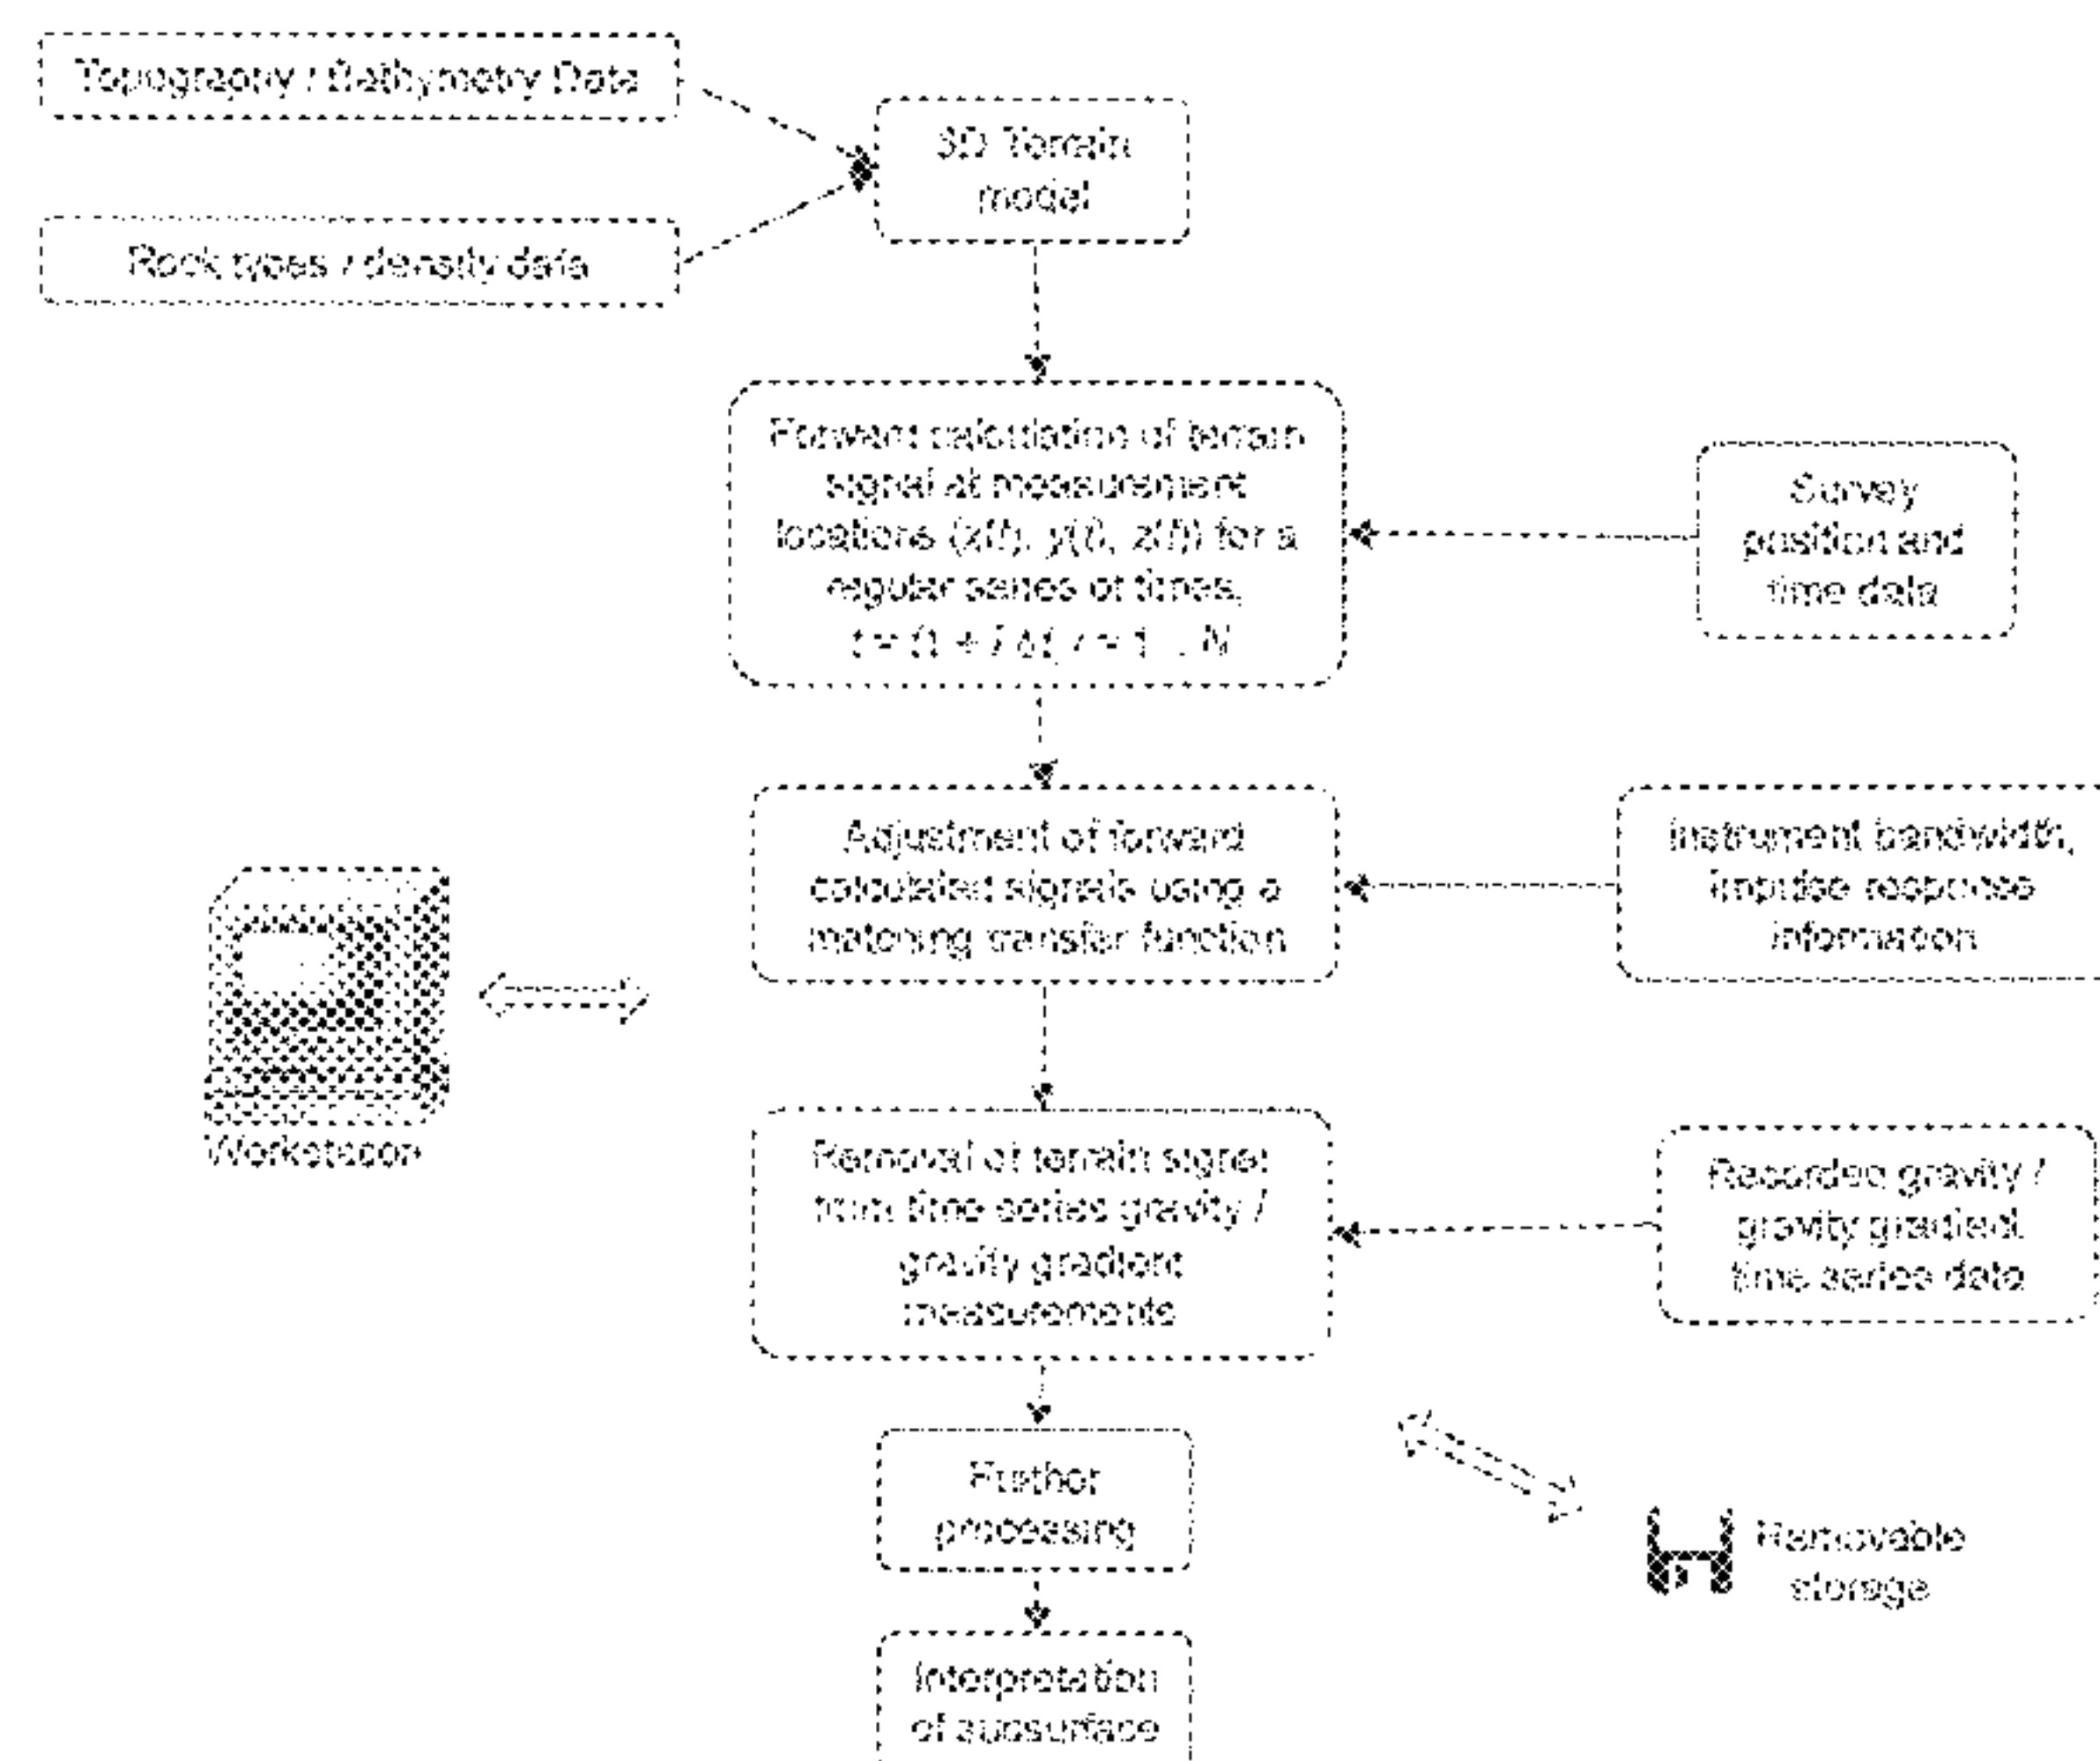 Topography / Bathymetry Data
3D Terrain
model
Rock types / density data
Forward calculation of terrain
signal at measurement
locations (x(t), y(t), z(t)) for a
regular series of times,
Survey
position and
time data
Adjustment of forward
calculated signals using a
matching transfer function
Instrument bandwidth,
impulse response
information
Workstation
Removal of terrain signal
from time series gravity /
gravity gradient
measurements
Recorded gravity /
gravity gradient
time series data
Further
processing
Removable
storage
Interpretation
of subsurface